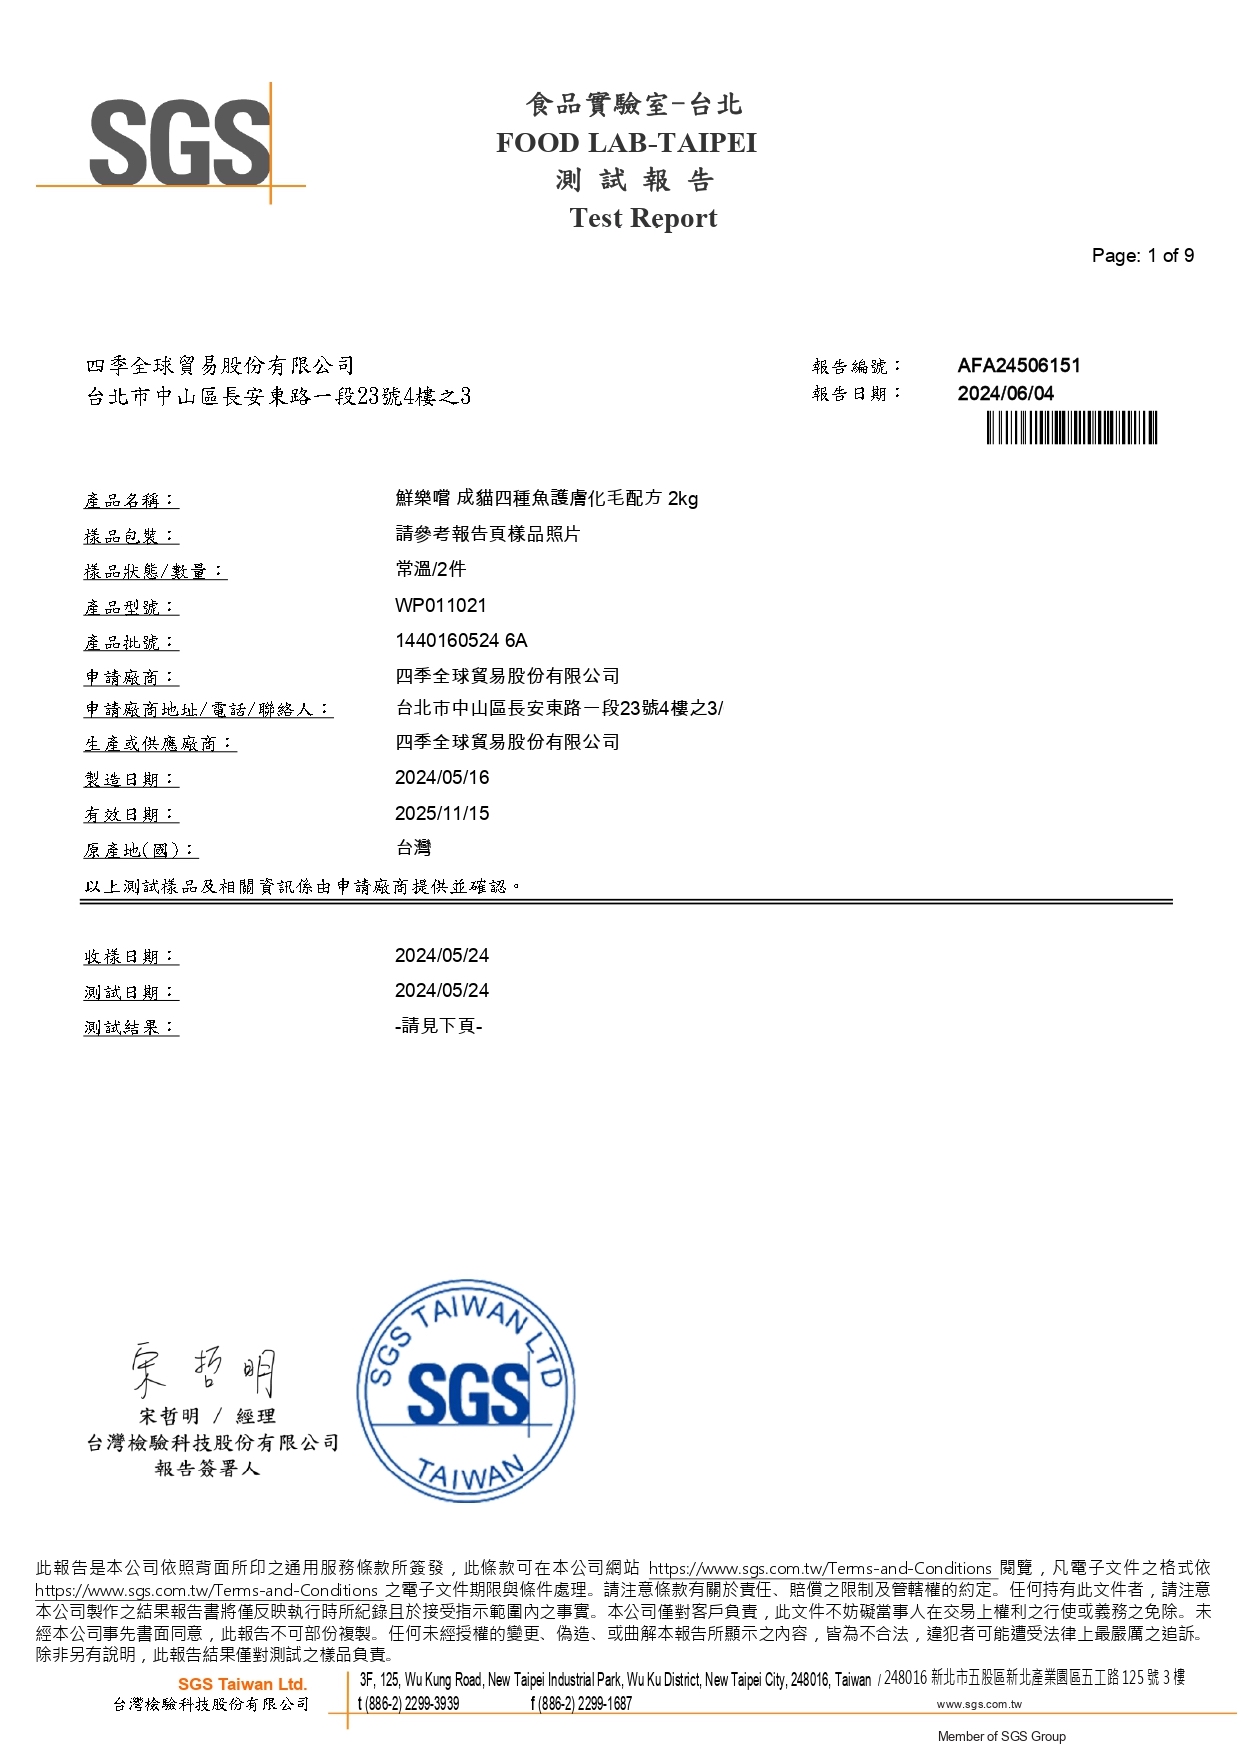 SGS
食品實驗室-台北
FOOD LAB-TAIPEI
測 試 報 告
Test Report
Page: 1 of 9
四季全球貿易股份有限公司
台北市中山區長安東路一段23號4樓之3
報告編號： AFA24506151
報告日期： 2024/06/04
產品名稱： 鮮樂嚐 成貓四種魚護膚化毛配方 2kg
樣品包裝： 請參考報告頁樣品照片
樣品狀態/數量： 常溫/2件
產品型號： WP011021
產品批號： 1440160524 6A
申請廠商： 四季全球貿易股份有限公司
申請廠商地址/電話/聯絡人： 台北市中山區長安東路一段23號4樓之3/
生產或供應廠商： 四季全球貿易股份有限公司
製造日期： 2024/05/16
有效日期： 2025/11/15
原產地(國)： 台灣
以上測試樣品及相關資訊係由申請廠商提供並確認。
收樣日期： 2024/05/24
測試日期： 2024/05/24
測試結果： -請見下頁-
宋哲明
宋哲明 / 經理
台灣檢驗科技股份有限公司
報告簽署人
SGS TAIWAN LTD
SGS
TAIWAN
此報告是本公司依照背面所印之通用服務條款所簽發，此條款可在本公司網站 https://www.sgs.com.tw/Terms-and-Conditions 閱覽，凡電子文件之格式依
https://www.sgs.com.tw/Terms-and-Conditions 之電子文件期限與條件處理。請注意條款有關於責任、賠償之限制及管轄權的約定。任何持有此文件者，請注意
本公司製作之結果報告書將僅反映執行時所紀錄且於接受指示範圍內之事實。本公司僅對客戶負責，此文件不妨礙當事人在交易上權利之行使或義務之免除。未
經本公司事先書面同意，此報告不可部份複製。任何未經授權的變更、偽造、或曲解本報告所顯示之內容，皆為不合法，違犯者可能遭受法律上最嚴厲之追訴。
除非另有說明，此報告結果僅對測試之樣品負責。
SGS Taiwan Ltd.
台灣檢驗科技股份有限公司
3F, 125, Wu Kung Road, New Taipei Industrial Park, Wu Ku District, New Taipei City, 248016, Taiwan / 248016 新北市五股區新北產業園區五工路 125 號 3 樓
t (886-2) 2299-3939 f (886-2) 2299-1687 www.sgs.com.tw
Member of SGS Group